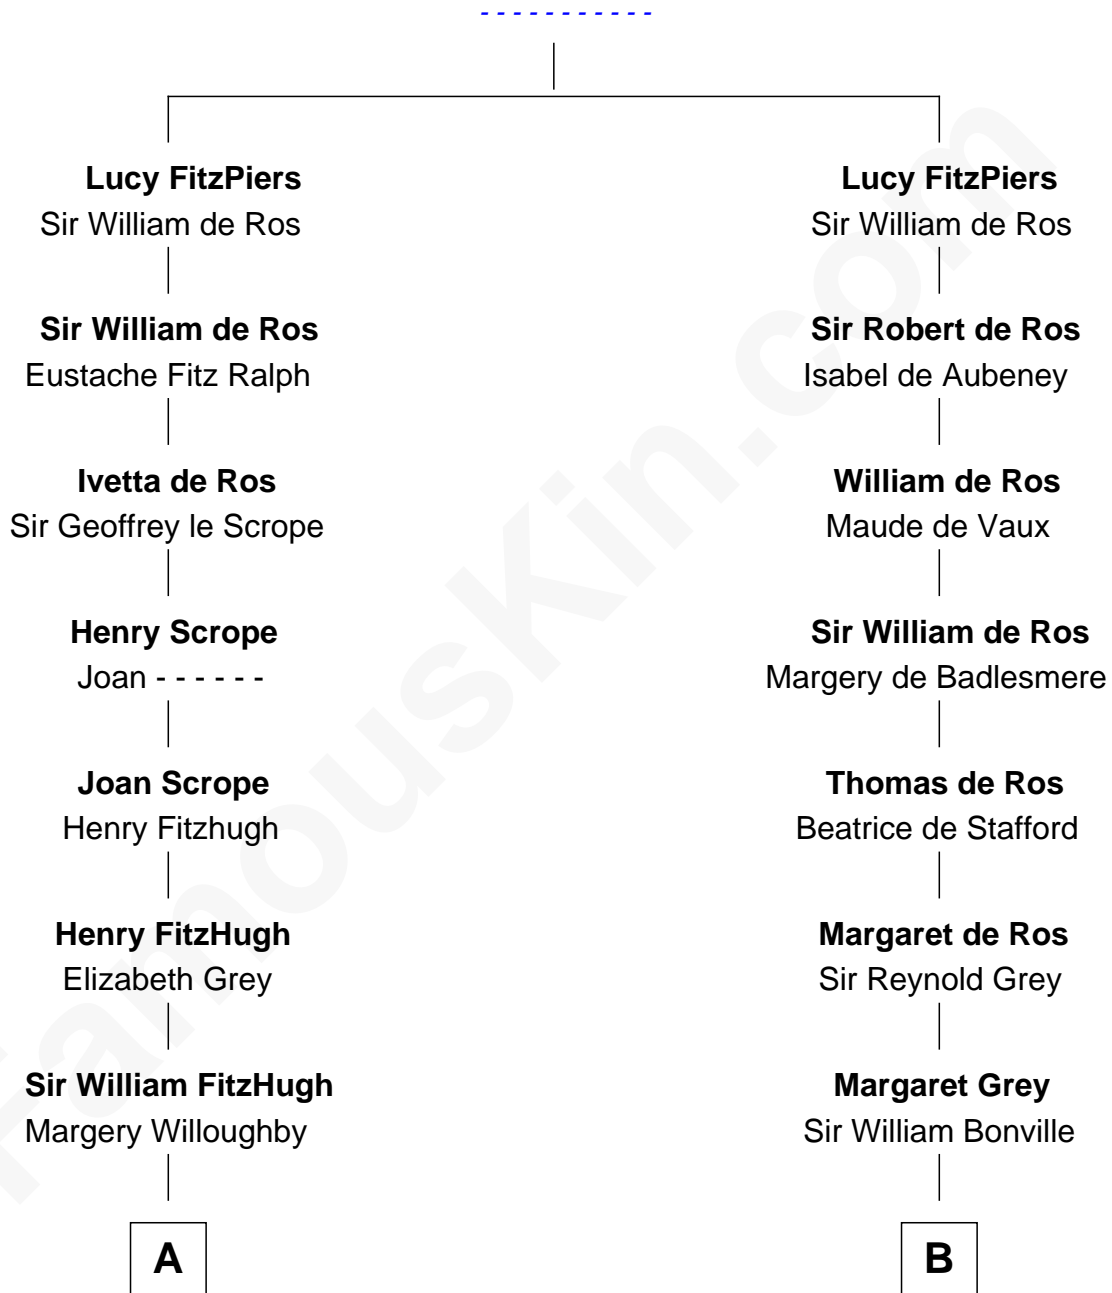 - - - - - - - - - - -
Lucy FitzPiers
Sir William de Ros
Sir William de Ros
Eustache Fitz Ralph
Ivetta de Ros
Sir Geoffrey le Scrope
Henry Scrope
Joan - - - - - -
Joan Scrope
Henry Fitzhugh
Henry FitzHugh
Elizabeth Grey
Sir William FitzHugh
Margery Willoughby
A
Lucy FitzPiers
Sir William de Ros
Sir Robert de Ros
Isabel de Aubeney
William de Ros
Maude de Vaux
Sir William de Ros
Margery de Badlesmere
Thomas de Ros
Beatrice de Stafford
Margaret de Ros
Sir Reynold Grey
Margaret Grey
Sir William Bonville
B
FamousKin.com